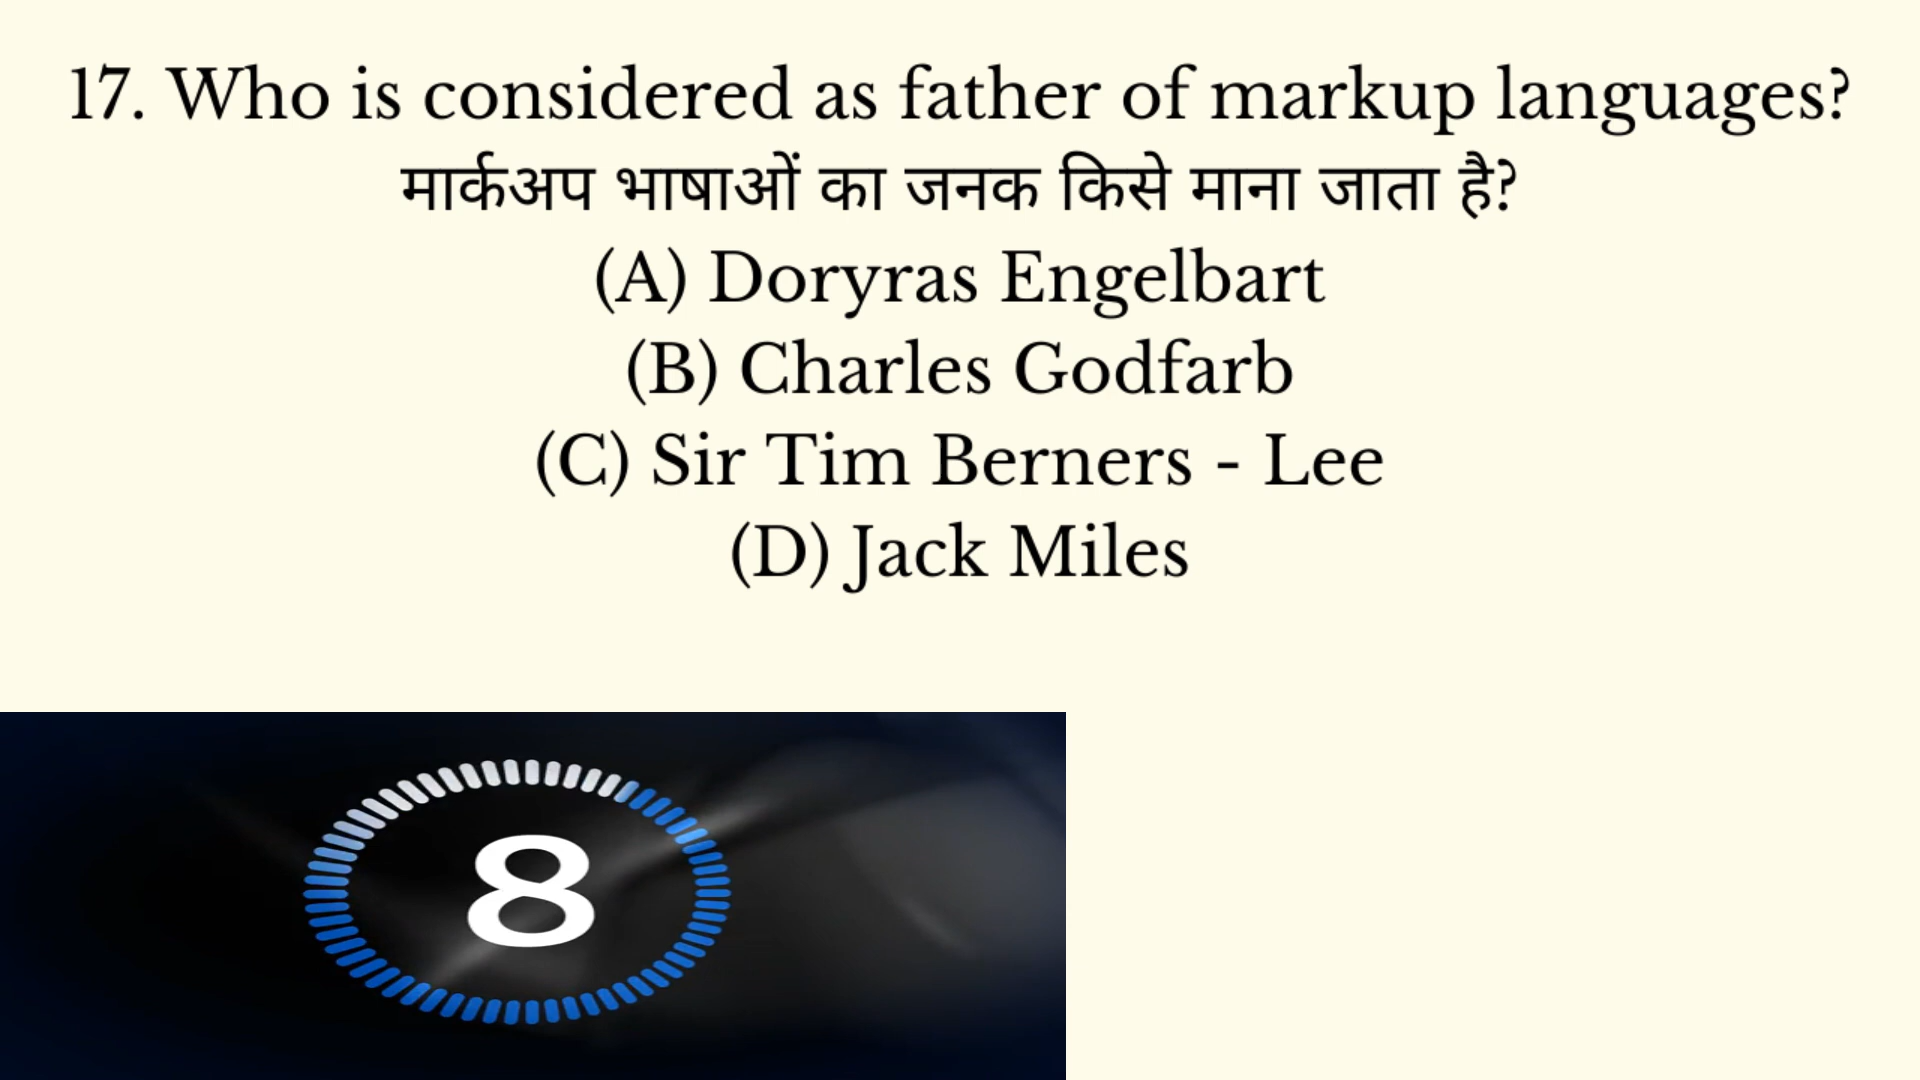 17. Who is considered as father of markup languages?
मार्कअप भाषाओं का जनक किसे माना जाता है?
(A) Doryras Engelbart
(B) Charles Godfarb
(C) Sir Tim Berners - Lee
(D) Jack Miles
8